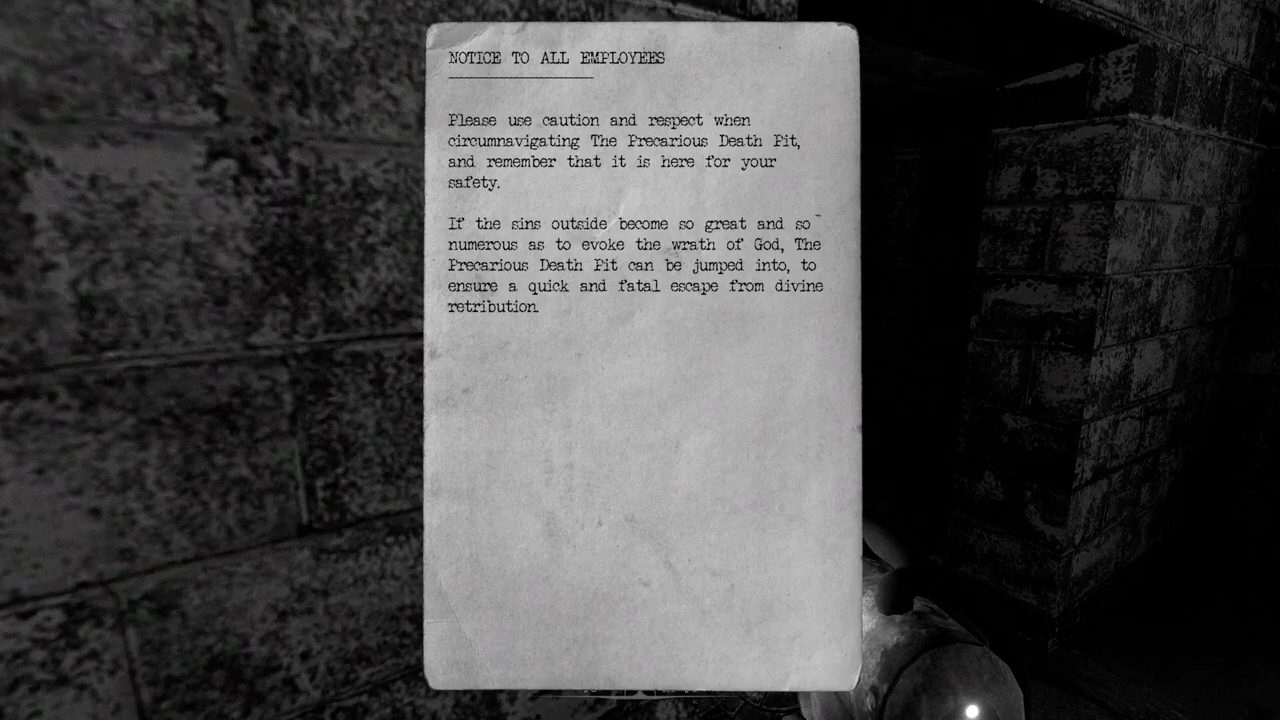 NOTICE TO ALL EMPLOYEES
Please use caution and respect when
circumnavigating The Precarious Death Pit,
and remember that it is here for your
safety.
If the sins outside become so great and so
numerous as to evoke the wrath of God, The
Precarious Death Pit can be jumped into, to
ensure a quick and fatal escape from divine
retribution.